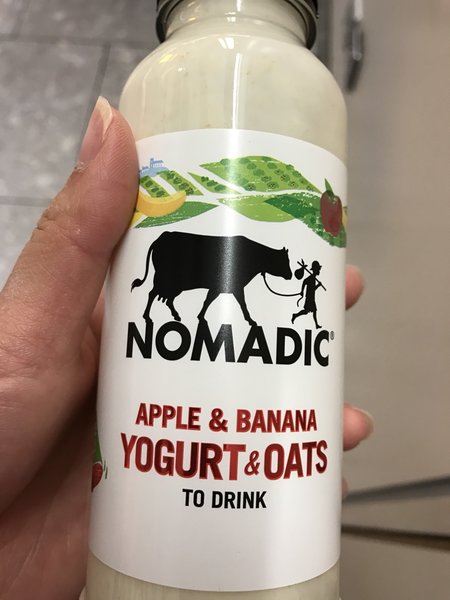 NOMADIC®
APPLE & BANANA
YOGURT & OATS
TO DRINK